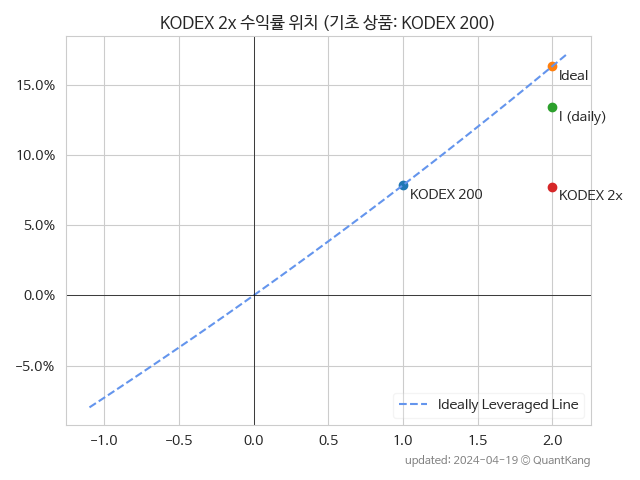 KODEX 2x 수익률 위치 (기초 상품: KODEX 200)
15.0%
10.0%
5.0%
0.0%
−5.0%
Ideal
I (daily)
KODEX 200
KODEX 2x
Ideally Leveraged Line
−1.0 −0.5 0.0 0.5 1.0 1.5 2.0
updated: 2024-04-19 © QuantKang